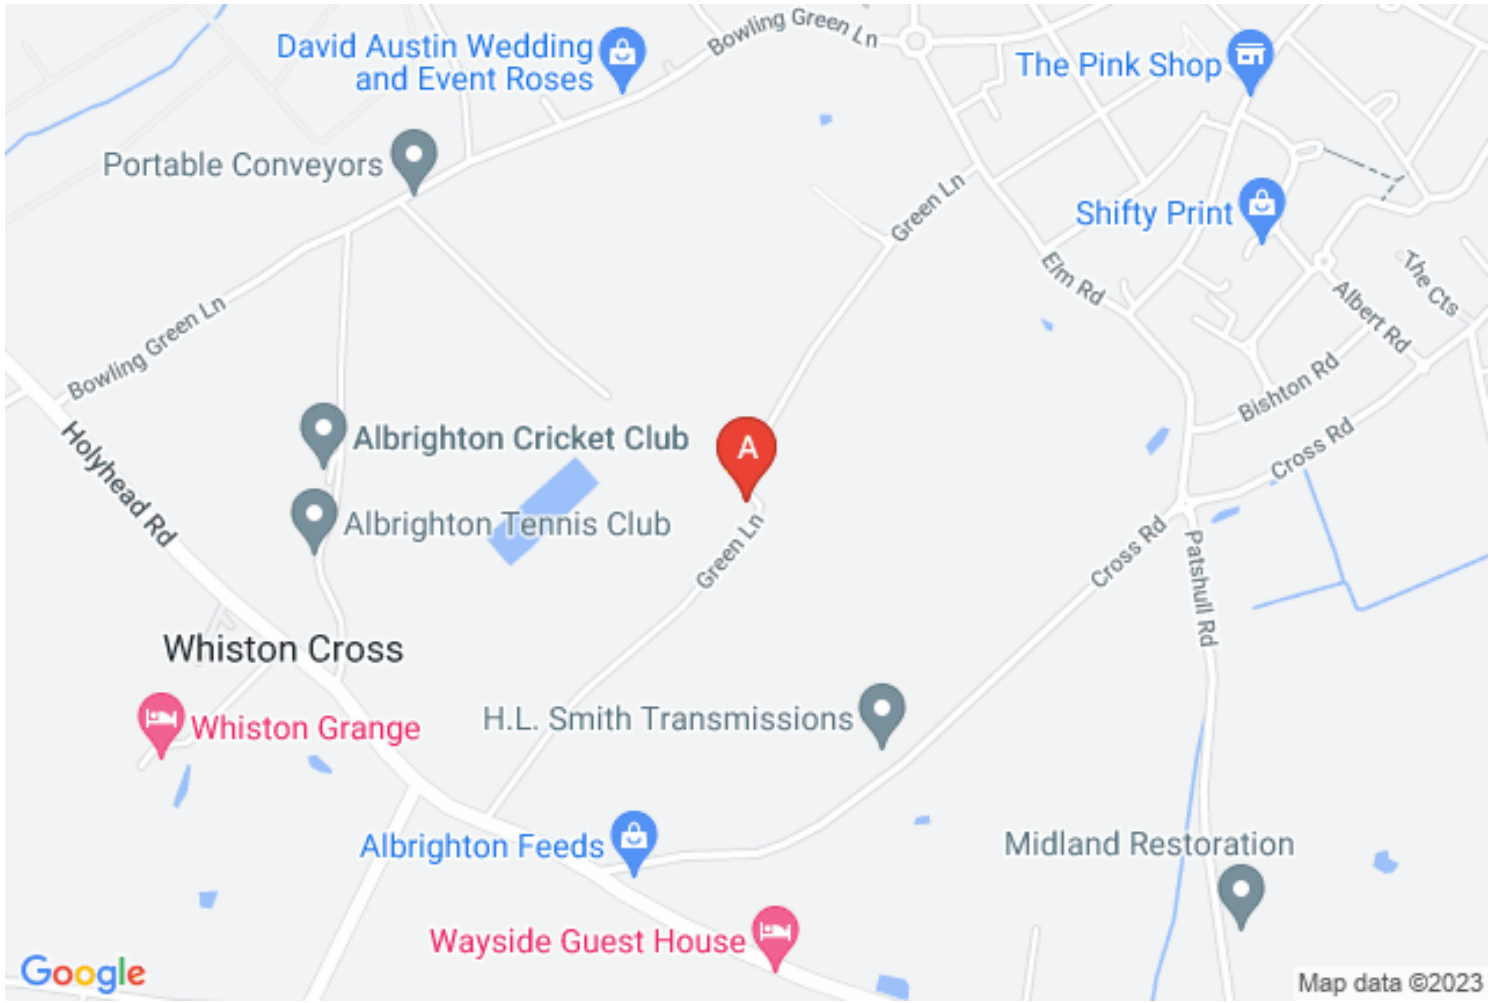 Bowling Green Ln
David Austin Wedding
and Event Roses
The Pink Shop
Portable Conveyors
Green Ln
Shifty Print
Elm Rd
The Cts
Albert Rd
Bowling Green Ln
Bishton Rd
Holyhead Rd
Albrighton Cricket Club
A
Cross Rd
Albrighton Tennis Club
Green Ln
Cross Rd
Patshull Rd
Whiston Cross
Whiston Grange
H.L. Smith Transmissions
Albrighton Feeds
Midland Restoration
Wayside Guest House
Google
Map data ©2023